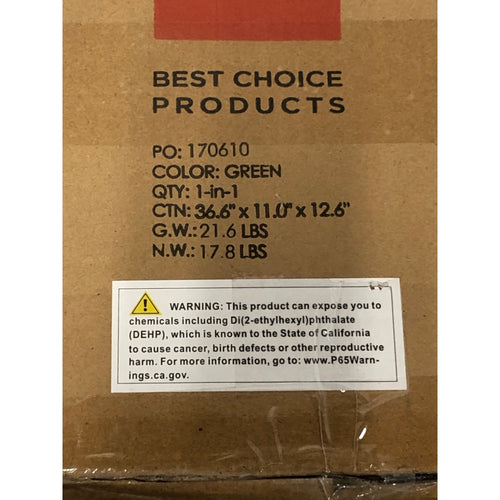 BEST CHOICE
PRODUCTS
PO: 170610
COLOR: GREEN
QTY: 1-in-1
CTN: 36.6" x 11.0" x 12.6"
G.W.: 21.6 LBS
N.W.: 17.8 LBS
WARNING: This product can expose you to
chemicals including Di(2-ethylhexyl)phthalate
(DEHP), which is known to the State of California
to cause cancer, birth defects or other reproductive
harm. For more information, go to: www.P65Warn-
ings.ca.gov.